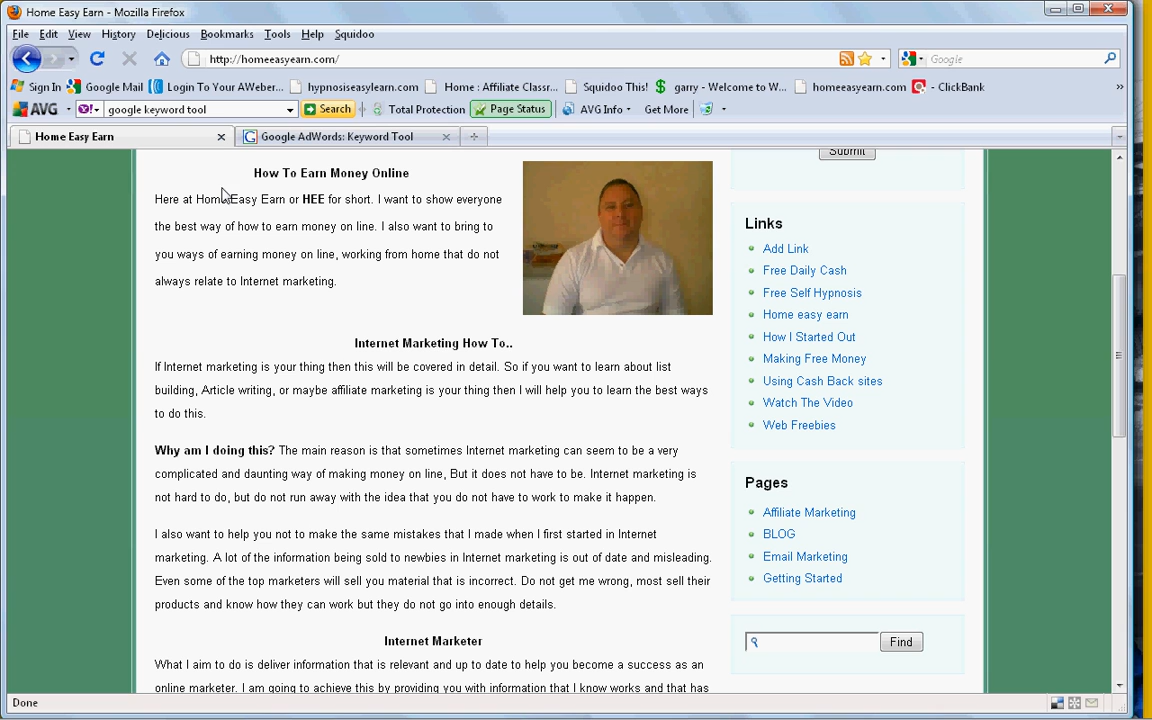 Home Easy Earn - Mozilla Firefox
File Edit View History Delicious Bookmarks Tools Help Squidoo
http://homeeasyearn.com/
Google
Sign In Google Mail Login To Your AWeber... hypnosiseasylearn.com Home : Affiliate Classr... Squidoo This! garry - Welcome to W... homeeasyearn.com - ClickBank »
AVG Y! google keyword tool Search Total Protection Page Status AVG Info Get More
Home Easy Earn Google AdWords: Keyword Tool
Submit
How To Earn Money Online
Here at Home Easy Earn or HEE for short. I want to show everyone
the best way of how to earn money on line. I also want to bring to
you ways of earning money on line, working from home that do not
always relate to Internet marketing.
Internet Marketing How To..
If Internet marketing is your thing then this will be covered in detail. So if you want to learn about list
building, Article writing, or maybe affiliate marketing is your thing then I will help you to learn the best ways
to do this.
Why am I doing this? The main reason is that sometimes Internet marketing can seem to be a very
complicated and daunting way of making money on line, But it does not have to be. Internet marketing is
not hard to do, but do not run away with the idea that you do not have to work to make it happen.
I also want to help you not to make the same mistakes that I made when I first started in Internet
marketing. A lot of the information being sold to newbies in Internet marketing is out of date and misleading.
Even some of the top marketers will sell you material that is incorrect. Do not get me wrong, most sell their
products and know how they can work but they do not go into enough details.
Internet Marketer
What I aim to do is deliver information that is relevant and up to date to help you become a success as an
online marketer. I am going to achieve this by providing you with information that I know works and that has
Links
Add Link
Free Daily Cash
Free Self Hypnosis
Home easy earn
How I Started Out
Making Free Money
Using Cash Back sites
Watch The Video
Web Freebies
Pages
Affiliate Marketing
BLOG
Email Marketing
Getting Started
Find
Done